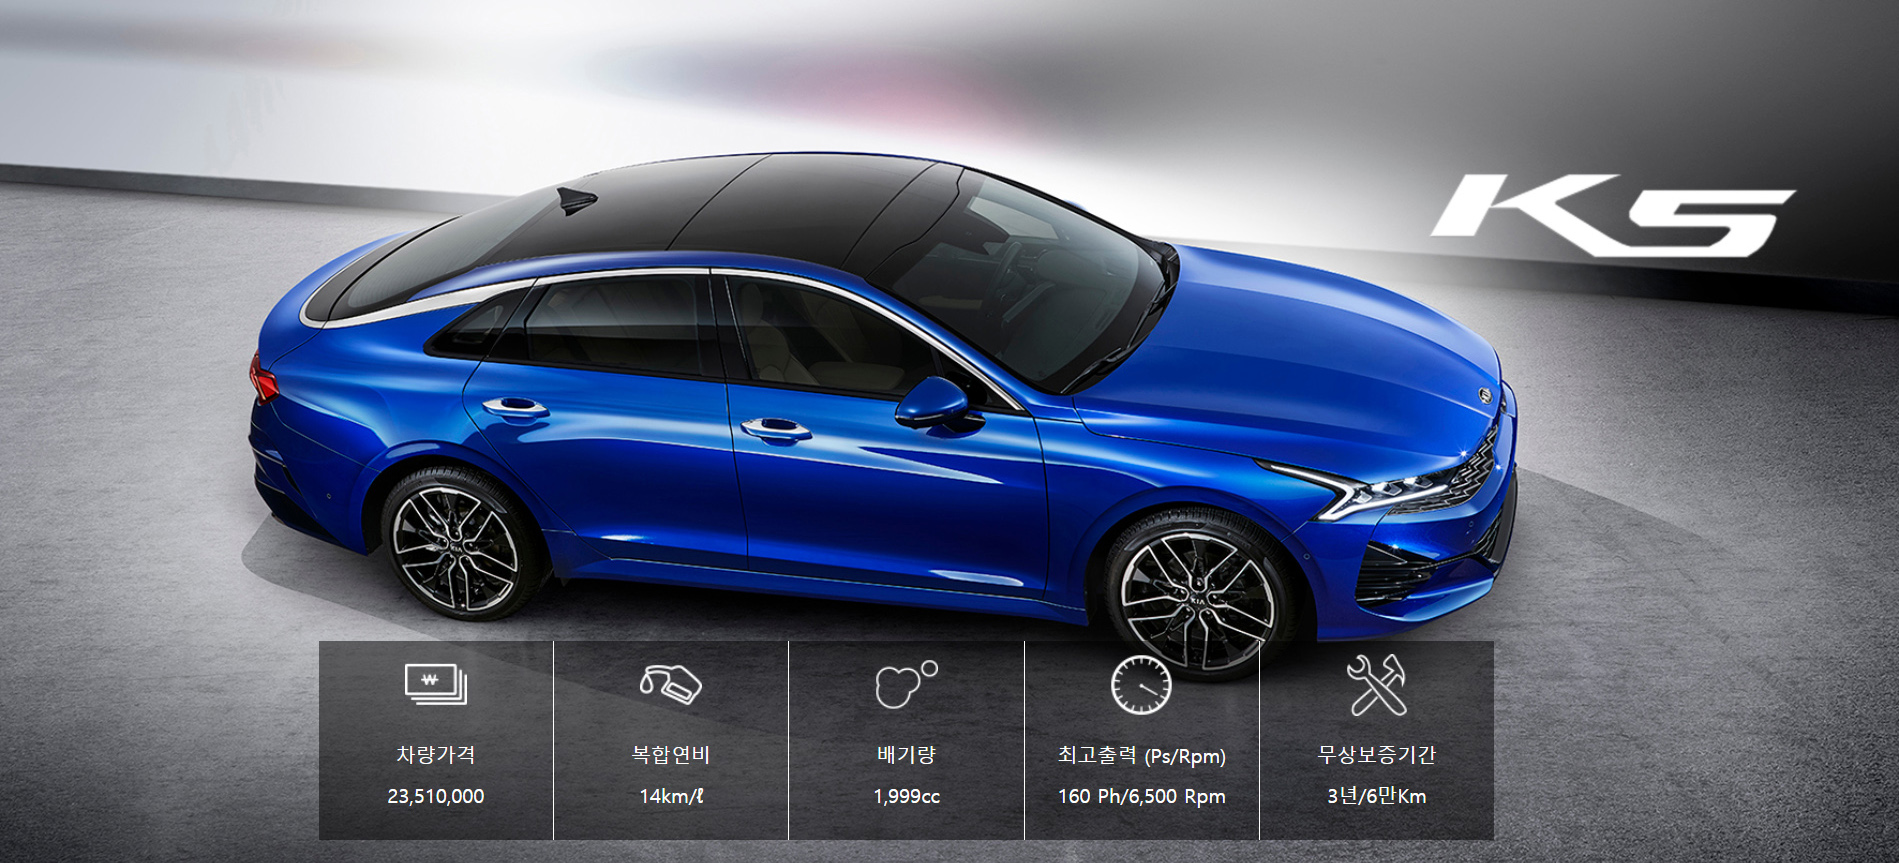 K5
KIA
KIA
₩
차량가격
23,510,000
복합연비
14km/ℓ
배기량
1,999cc
최고출력 (Ps/Rpm)
160 Ph/6,500 Rpm
무상보증기간
3년/6만Km